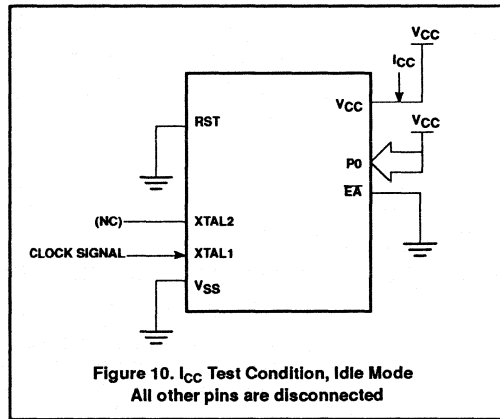 VCC
ICC
VCC
RST
VCC
P0
EA
(NC)
XTAL2
CLOCK SIGNAL
XTAL1
VSS
Figure 10. ICC Test Condition, Idle Mode
All other pins are disconnected